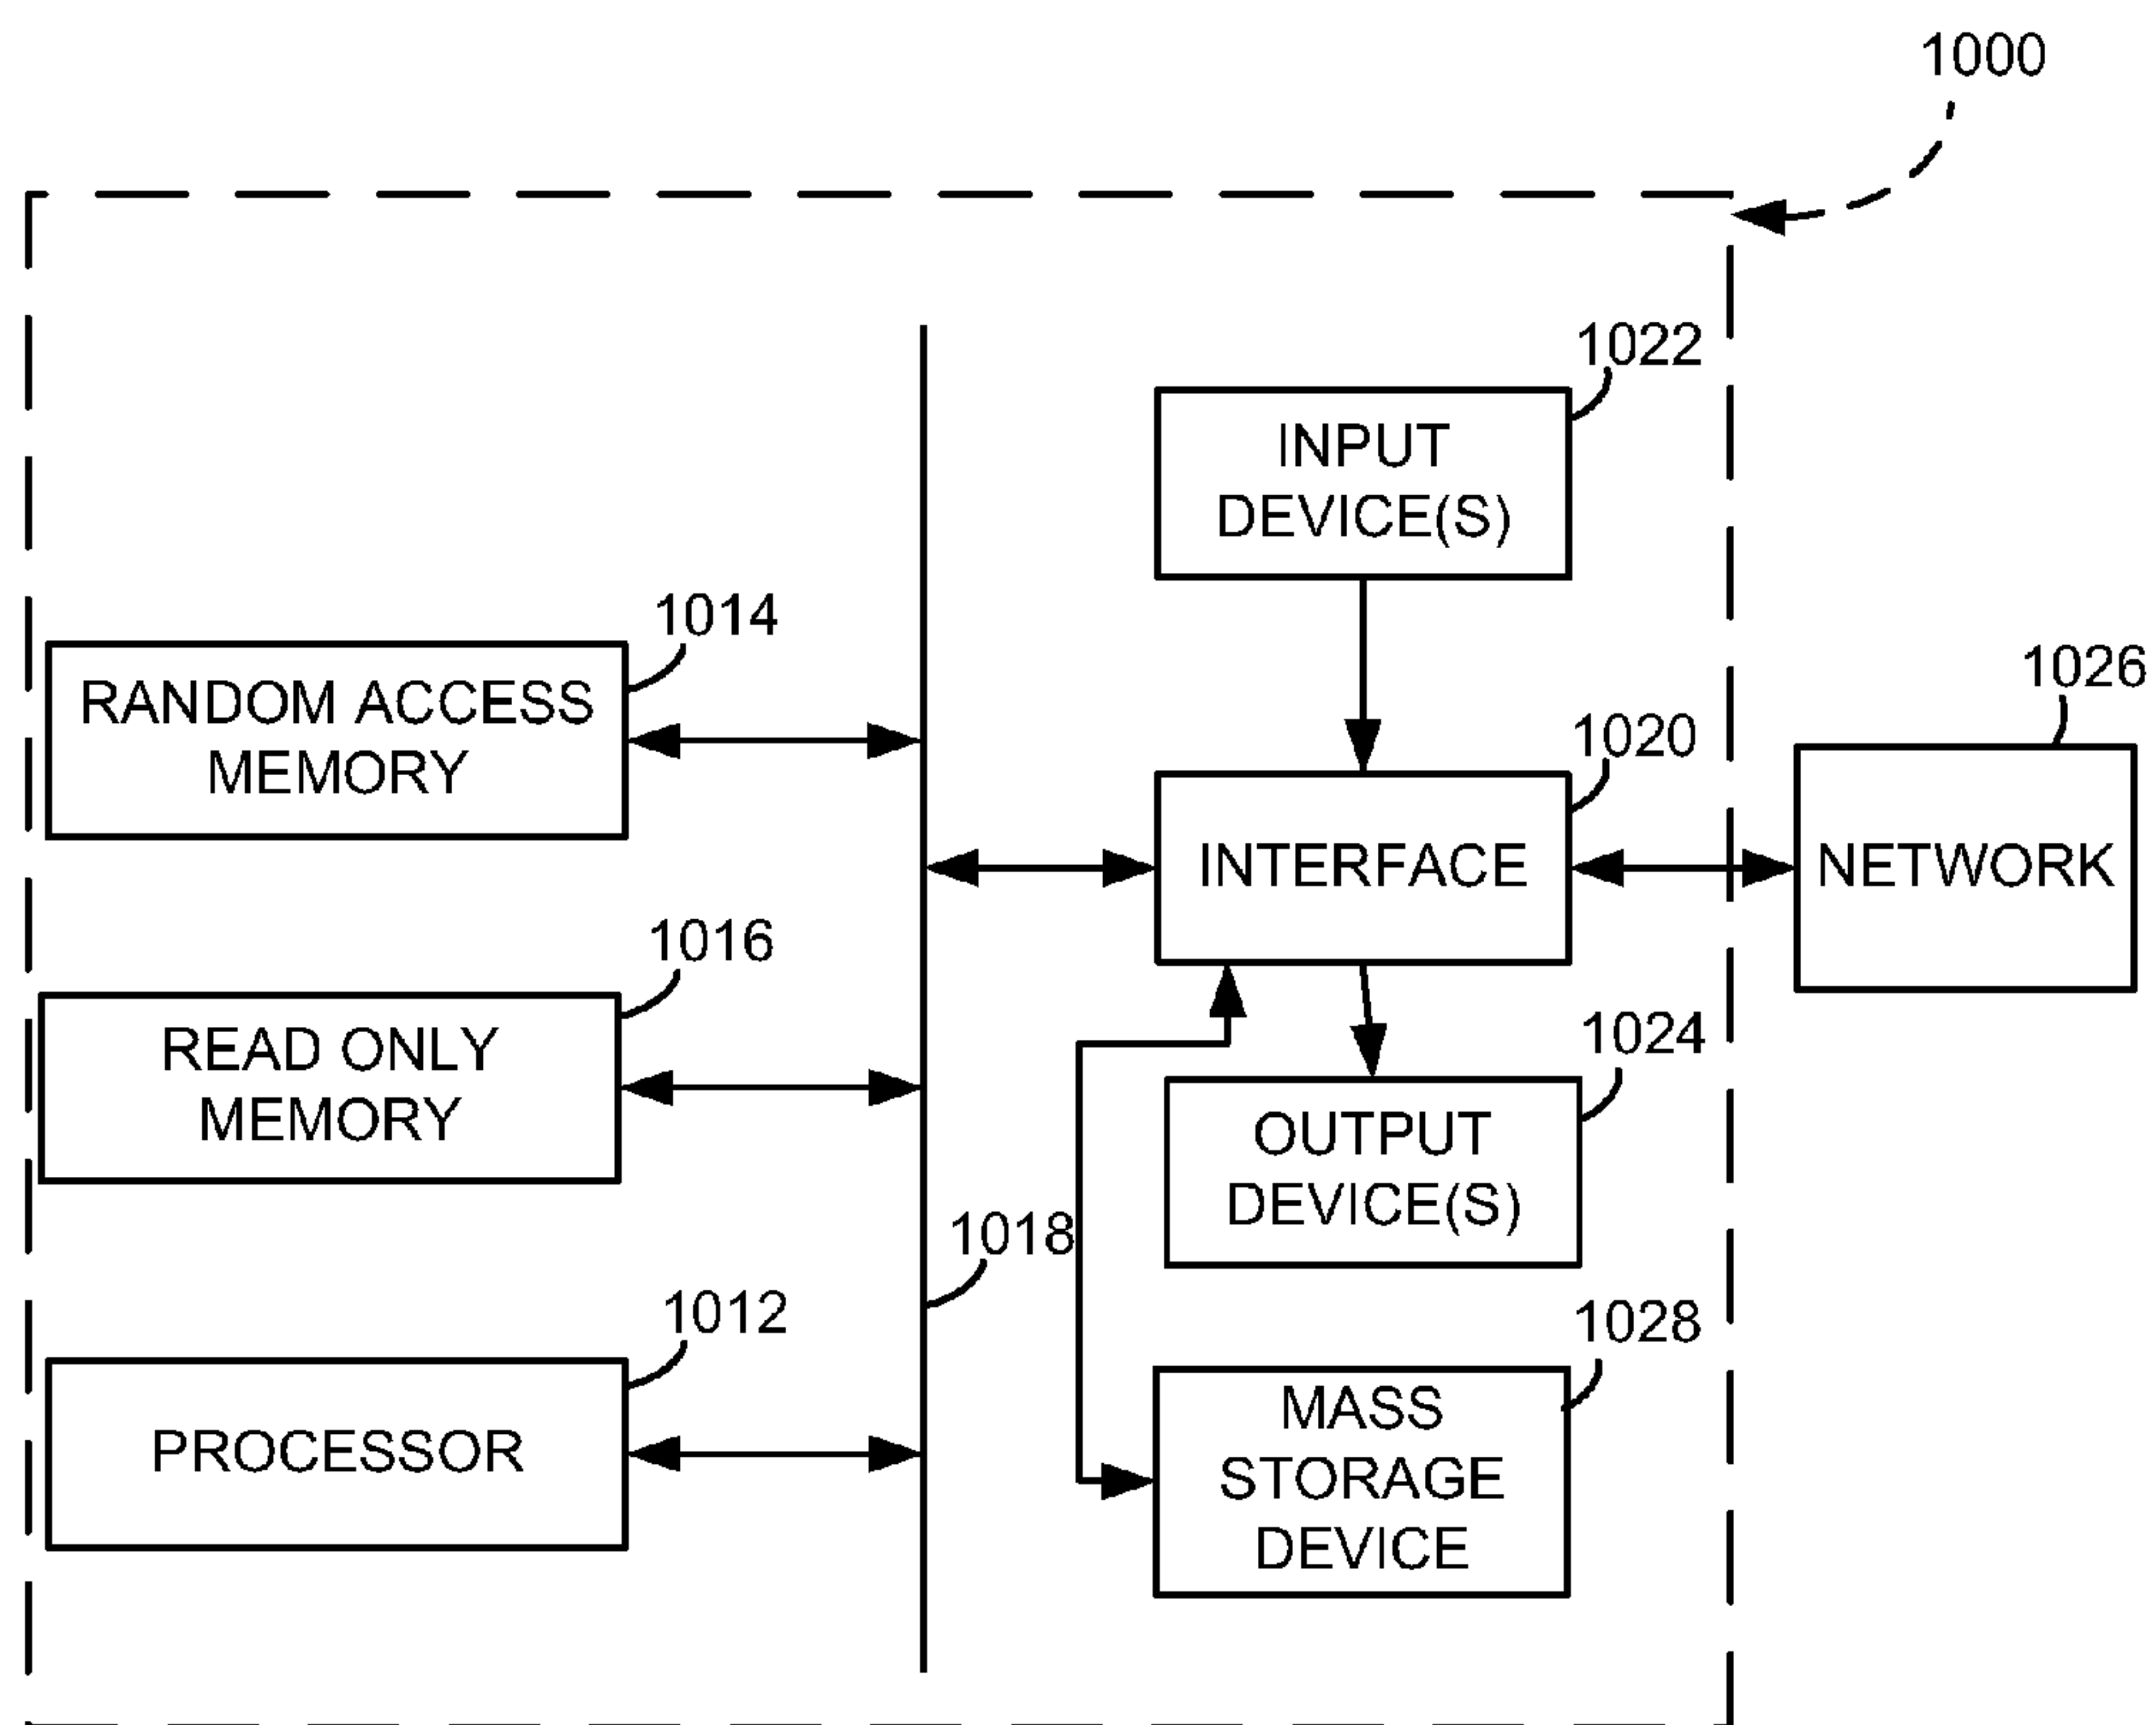 1000
1022
INPUT
DEVICE(S)
1014
RANDOM ACCESS
MEMORY
1026
1020
INTERFACE
NETWORK
1016
READ ONLY
MEMORY
1024
OUTPUT
DEVICE(S)
1018
1012
PROCESSOR
1028
MASS
STORAGE
DEVICE